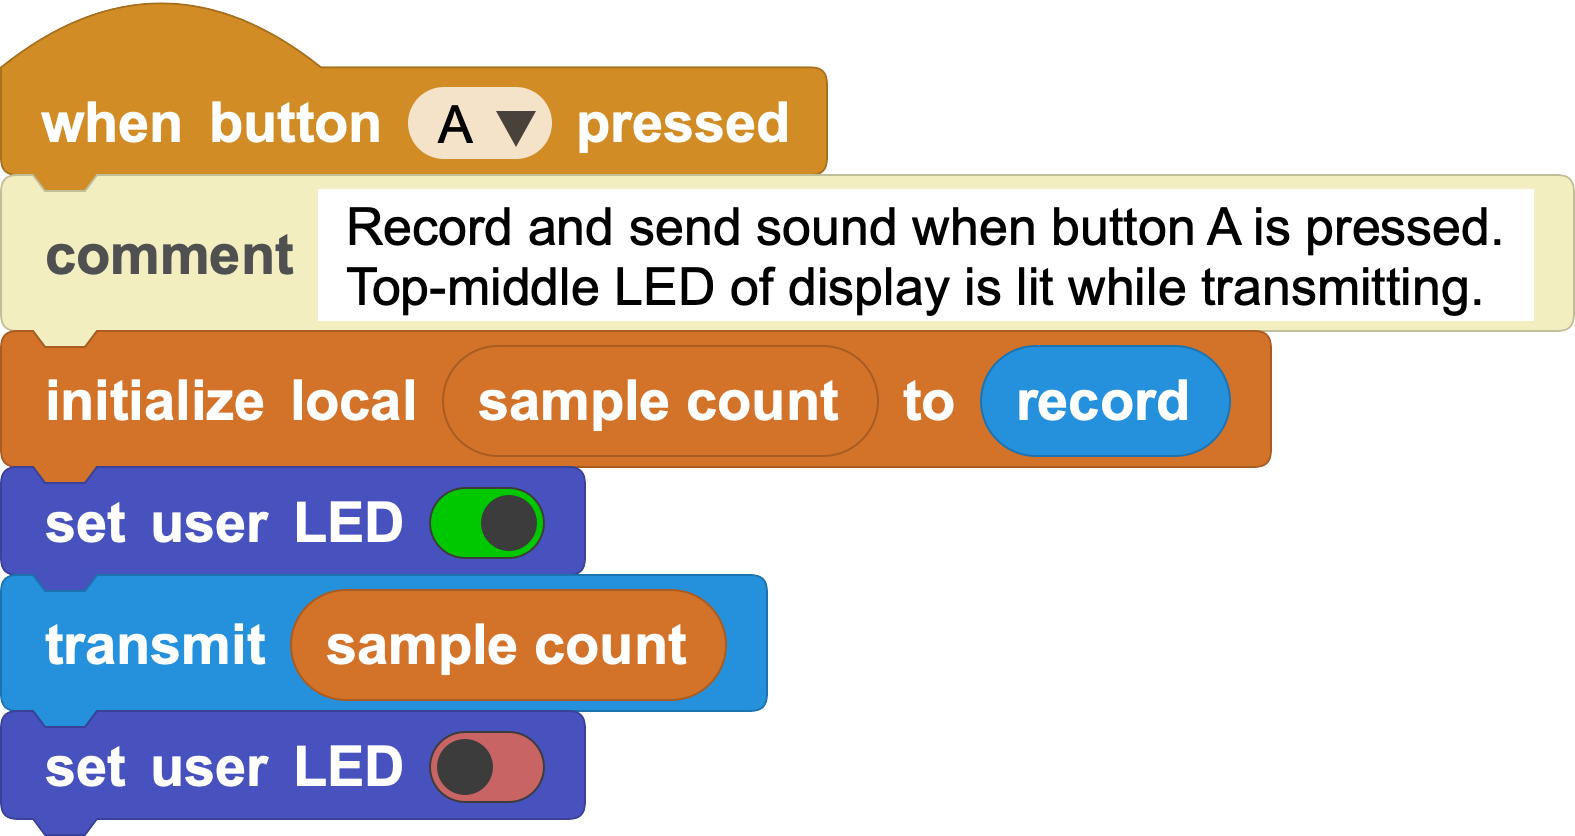 when button A pressed
comment Record and send sound when button A is pressed.
Top-middle LED of display is lit while transmitting.
initialize local sample count to record
set user LED
transmit sample count
set user LED